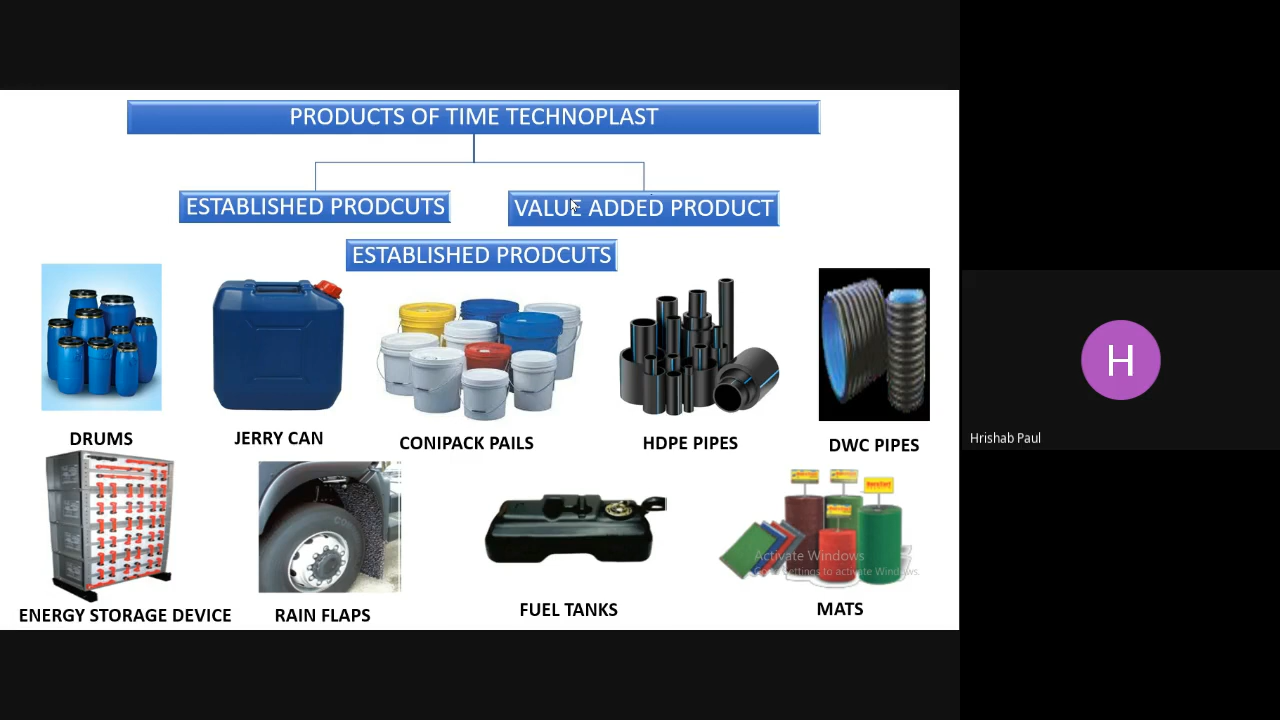 PRODUCTS OF TIME TECHNOPLAST
ESTABLISHED PRODCUTS
VALUE ADDED PRODUCT
ESTABLISHED PRODCUTS
DRUMS
JERRY CAN
CONIPACK PAILS
HDPE PIPES
DWC PIPES
ENERGY STORAGE DEVICE
RAIN FLAPS
FUEL TANKS
MATS
Activate Windows
Settings to activate Windows.
H
Hrishab Paul